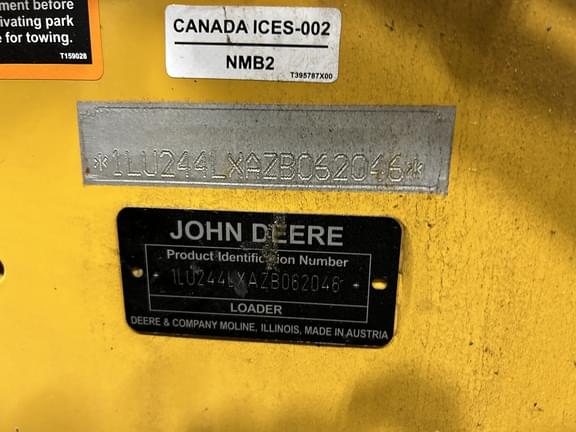 ment before
ivating park
e for towing.
T159028
CANADA ICES-002
NMB2
T395787X00
*1LU244LXAZB062046*
JOHN DEERE
Product Identification Number
1LU244LXAZB062046
LOADER
DEERE & COMPANY MOLINE, ILLINOIS, MADE IN AUSTRIA